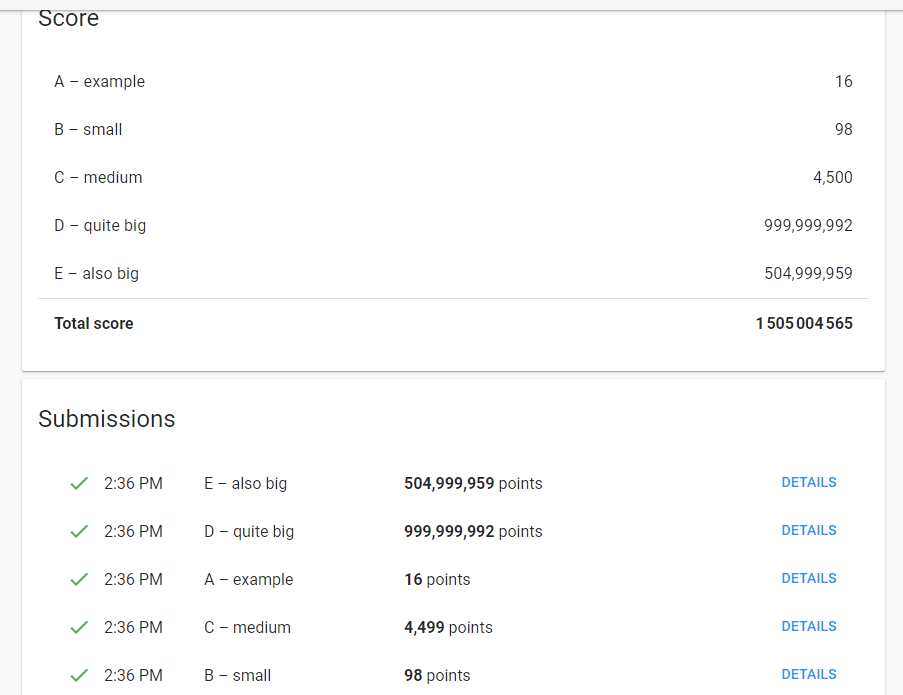 Score
A – example 16
B – small 98
C – medium 4,500
D – quite big 999,999,992
E – also big 504,999,959
Total score 1 505 004 565
Submissions
2:36 PM E – also big 504,999,959 points DETAILS
2:36 PM D – quite big 999,999,992 points DETAILS
2:36 PM A – example 16 points DETAILS
2:36 PM C – medium 4,499 points DETAILS
2:36 PM B – small 98 points DETAILS